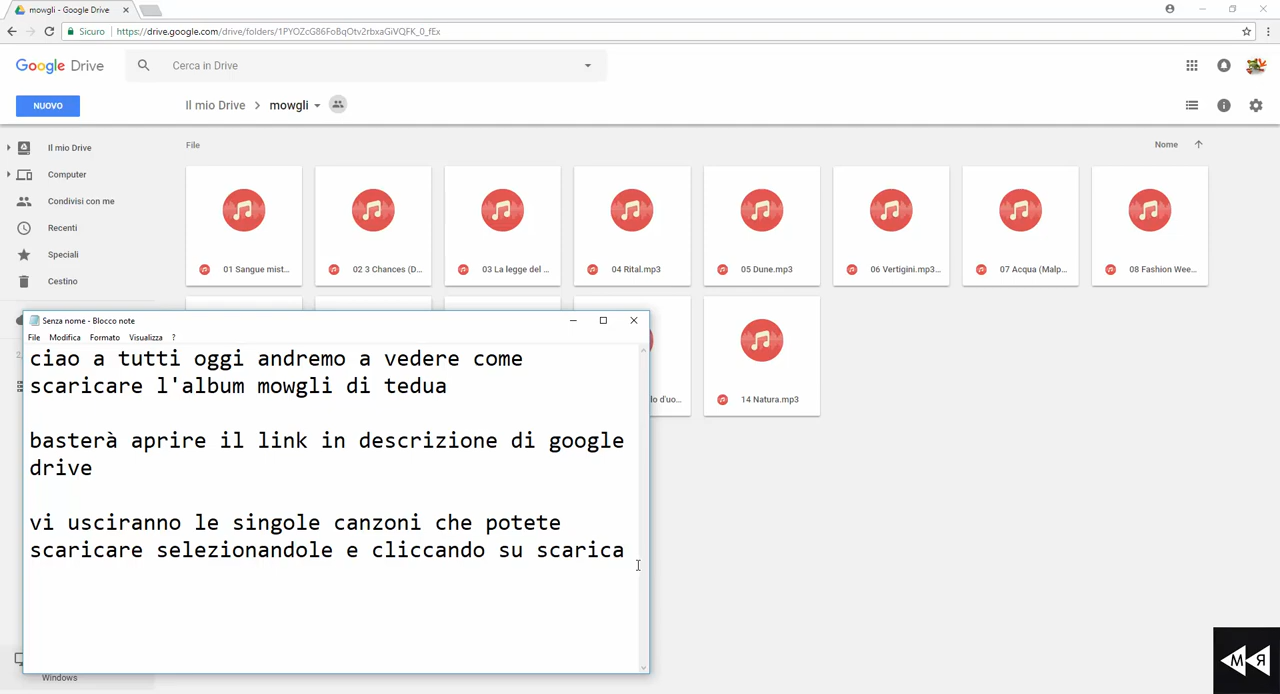 mowgli - Google Drive
Sicuro
https://drive.google.com/drive/folders/1PYOZcG86FoBqOtv2rbxaGiVQFK_0_fEx
Google Drive
Cerca in Drive
NUOVO
Il mio Drive > mowgli
Il mio Drive
Computer
Condivisi con me
Recenti
Speciali
Cestino
File
Nome
01 Sangue mist...
02 3 Chances (D...
03 La legge del ...
04 Rital.mp3
05 Dune.mp3
06 Vertigini.mp3...
07 Acqua (Malp...
08 Fashion Wee...
lo d'uo...
14 Natura.mp3
Senza nome - Blocco note
File Modifica Formato Visualizza ?
ciao a tutti oggi andremo a vedere come
scaricare l'album mowgli di tedua
basterà aprire il link in descrizione di google
drive
vi usciranno le singole canzoni che potete
scaricare selezionandole e cliccando su scarica
Windows